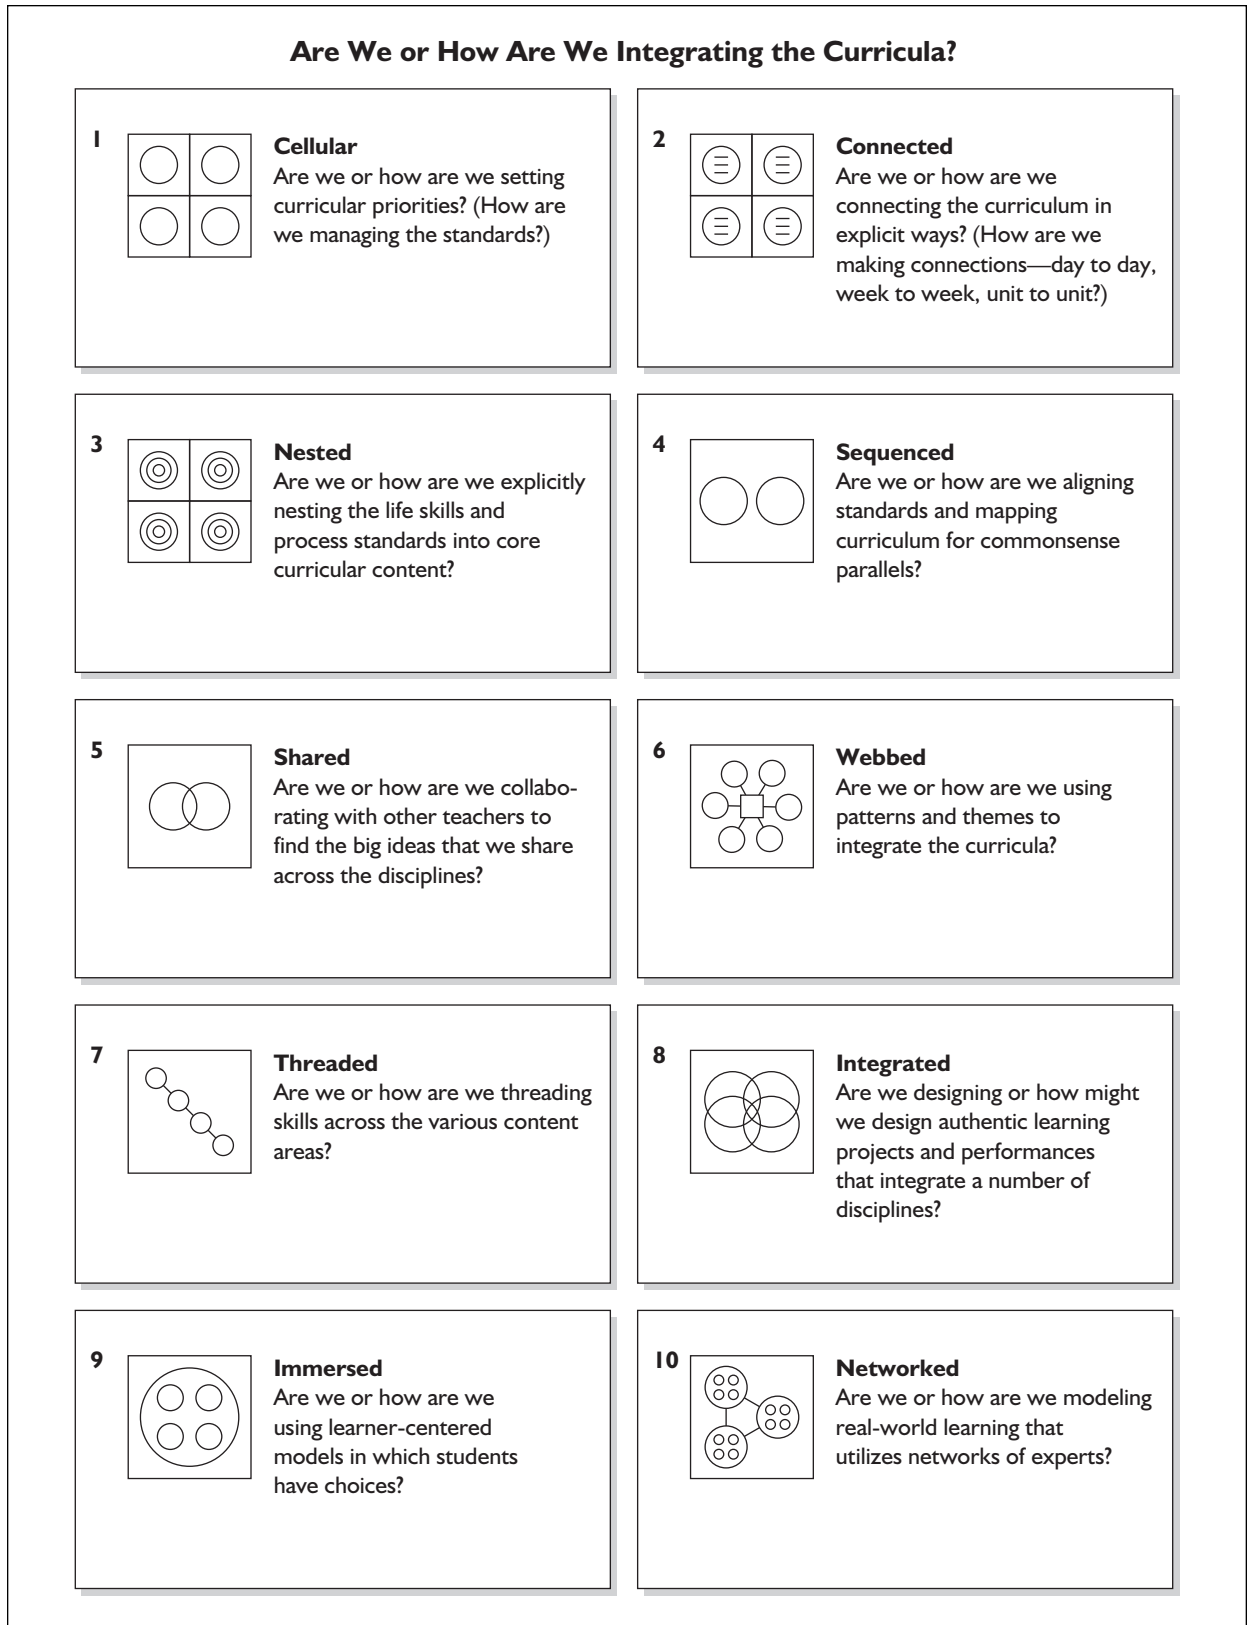 Are We or How Are We Integrating the Curricula?
1
Cellular
Are we or how are we setting
curricular priorities? (How are
we managing the standards?)
2
Connected
Are we or how are we
connecting the curriculum in
explicit ways? (How are we
making connections—day to day,
week to week, unit to unit?)
3
Nested
Are we or how are we explicitly
nesting the life skills and
process standards into core
curricular content?
4
Sequenced
Are we or how are we aligning
standards and mapping
curriculum for commonsense
parallels?
5
Shared
Are we or how are we collabo-
rating with other teachers to
find the big ideas that we share
across the disciplines?
6
Webbed
Are we or how are we using
patterns and themes to
integrate the curricula?
7
Threaded
Are we or how are we threading
skills across the various content
areas?
8
Integrated
Are we designing or how might
we design authentic learning
projects and performances
that integrate a number of
disciplines?
9
Immersed
Are we or how are we
using learner-centered
models in which students
have choices?
10
Networked
Are we or how are we modeling
real-world learning that
utilizes networks of experts?